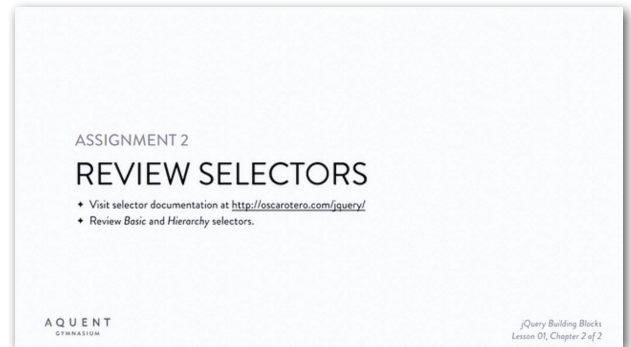 ASSIGNMENT 2
REVIEW SELECTORS
✦ Visit selector documentation at http://oscarotero.com/jquery/
✦ Review Basic and Hierarchy selectors.
AQUENT
GYMNASIUM
jQuery Building Blocks
Lesson 01, Chapter 2 of 2